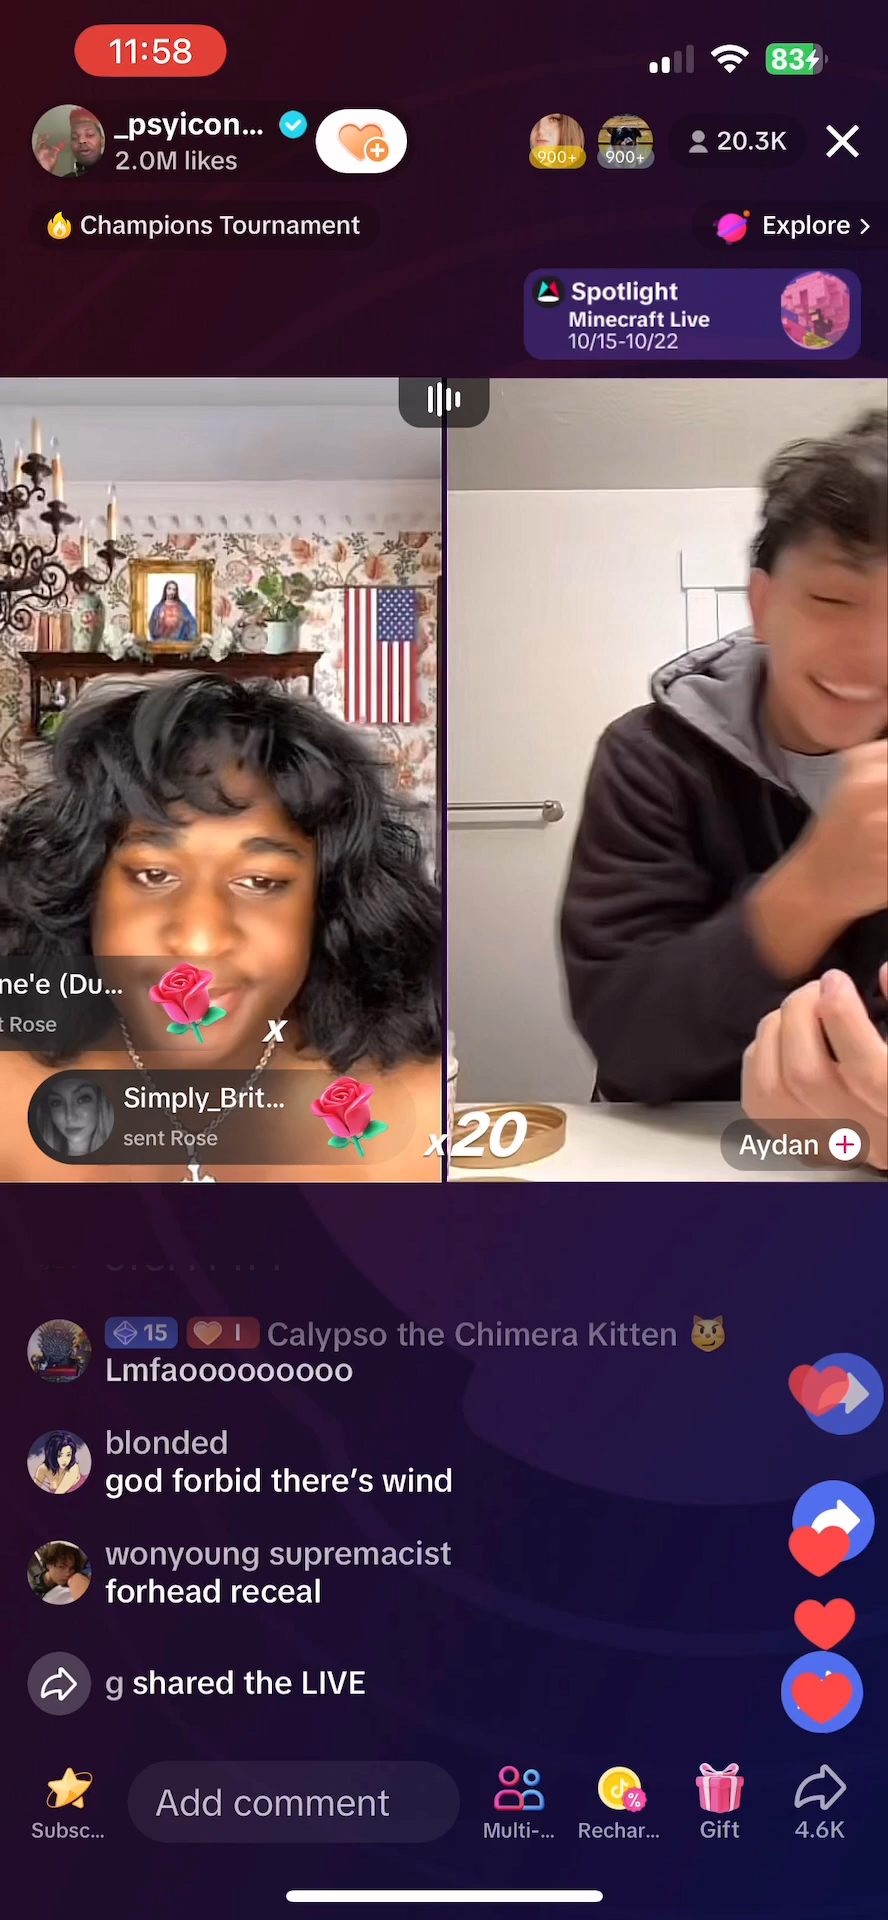 11:58
83
_psyicon...
2.0M likes
900+
900+
20.3K
Champions Tournament
Explore >
Spotlight
Minecraft Live
10/15-10/22
ne'e (Du...
t Rose
x
Simply_Brit...
sent Rose
x20
Aydan
15 I Calypso the Chimera Kitten
Lmfaooooooooo
blonded
god forbid there's wind
wonyoung supremacist
forhead receal
g shared the LIVE
Subsc...
Add comment
Multi-...
Rechar...
Gift
4.6K